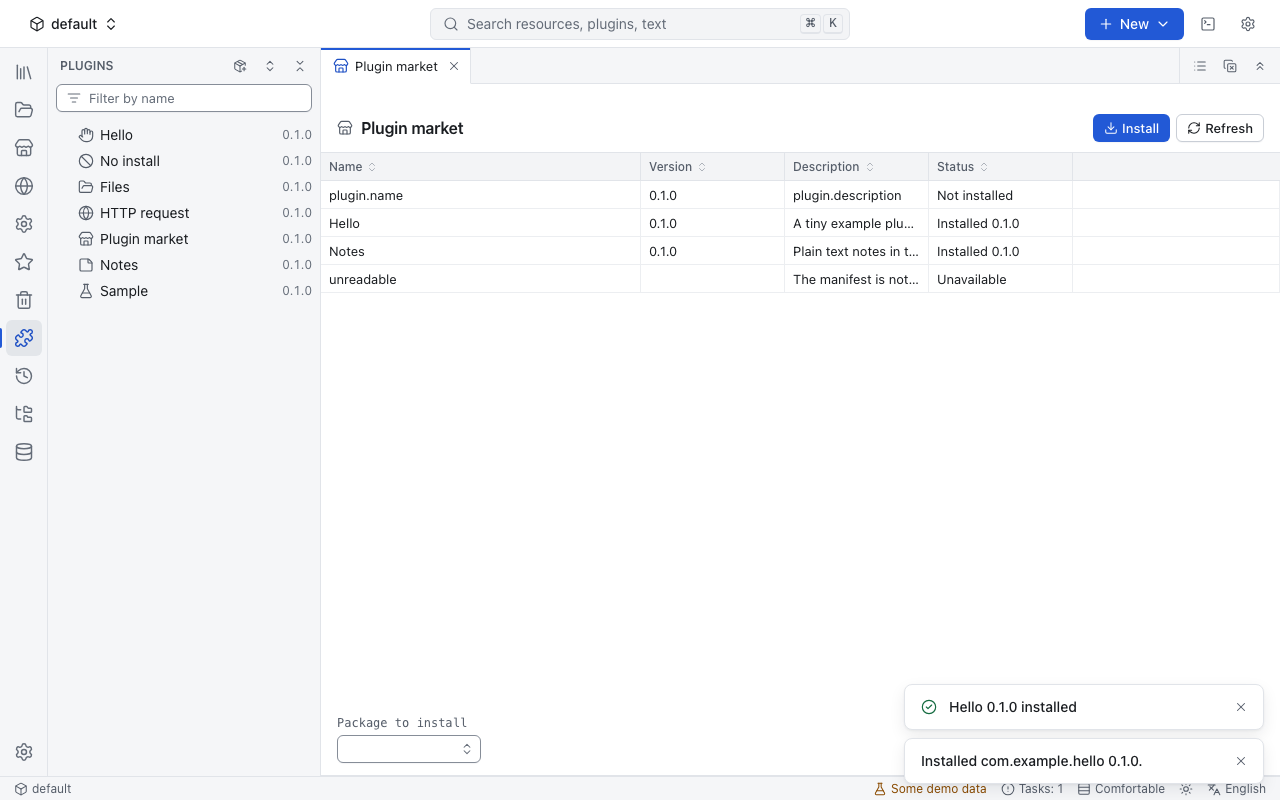 default
Search resources, plugins, text
⌘ K
New
PLUGINS
Filter by name
Hello 0.1.0
No install 0.1.0
Files 0.1.0
HTTP request 0.1.0
Plugin market 0.1.0
Notes 0.1.0
Sample 0.1.0
Plugin market
Plugin market
Install
Refresh
Name Version Description Status
plugin.name 0.1.0 plugin.description Not installed
Hello 0.1.0 A tiny example plu... Installed 0.1.0
Notes 0.1.0 Plain text notes in t... Installed 0.1.0
unreadable The manifest is not... Unavailable
Package to install
Hello 0.1.0 installed
Installed com.example.hello 0.1.0.
default
Some demo data
Tasks: 1
Comfortable
English